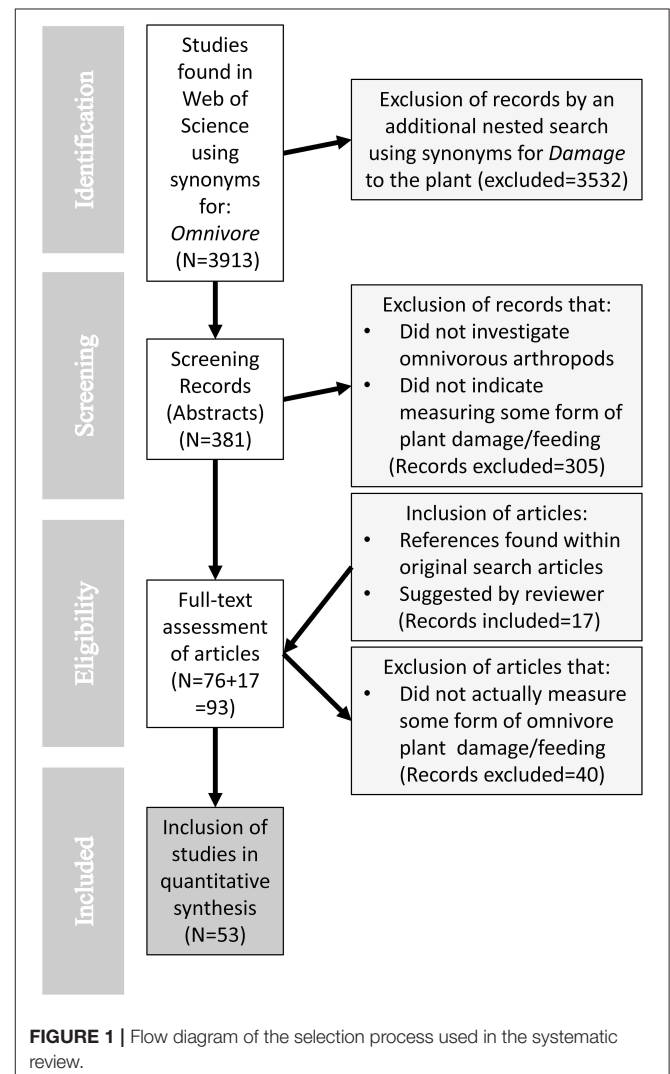 Identification
Studies
found in
Web of
Science
using
synonyms
for:
Omnivore
(N=3913)
Exclusion of records by an
additional nested search
using synonyms for Damage
to the plant (excluded=3532)
Screening
Screening
Records
(Abstracts)
(N=381)
Exclusion of records that:
• Did not investigate
omnivorous arthropods
• Did not indicate
measuring some form of
plant damage/feeding
(Records excluded=305)
Eligibility
Full-text
assessment
of articles
(N=76+17
=93)
Inclusion of articles:
• References found within
original search articles
• Suggested by reviewer
(Records included=17)
Exclusion of articles that:
• Did not actually measure
some form of omnivore
plant damage/feeding
(Records excluded=40)
Included
Inclusion of
studies in
quantitative
synthesis
(N=53)
FIGURE 1 | Flow diagram of the selection process used in the systematic
review.